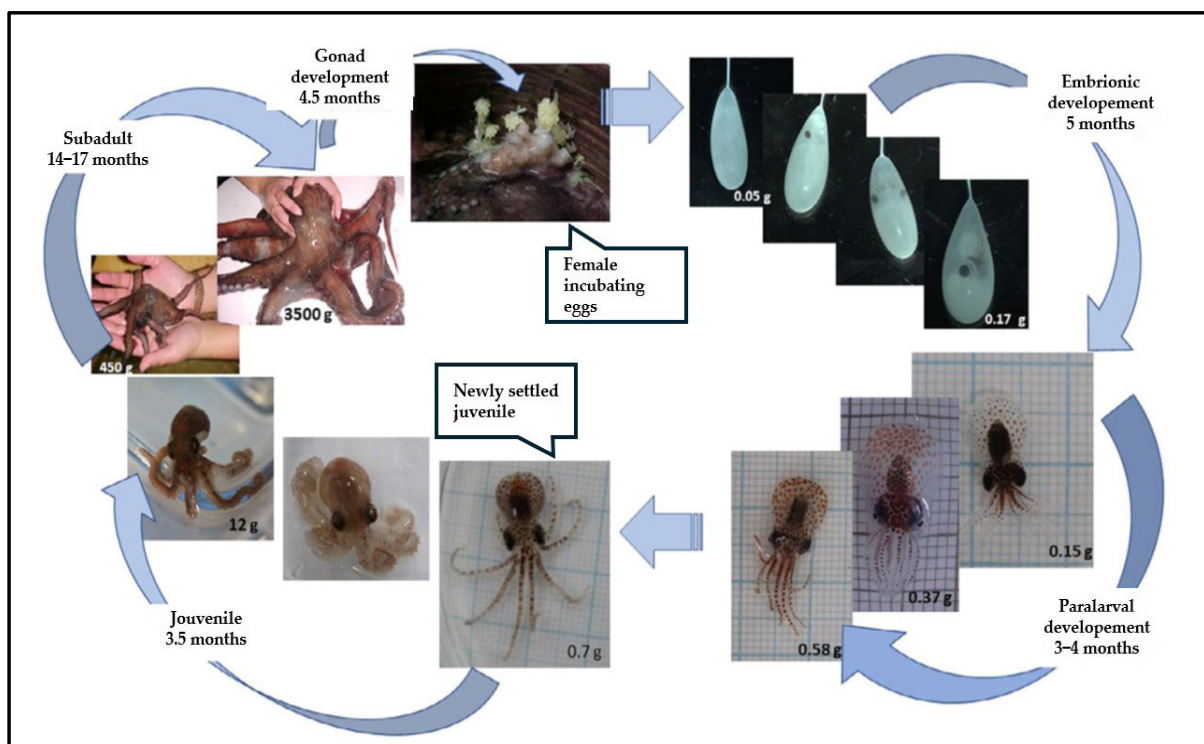 Gonad
development
4.5 months
Embrionic
developement
5 months
Subadult
14–17 months
0.05 g
0.17 g
Female
incubating
eggs
3500 g
450 g
Newly settled
juvenile
12 g
0.7 g
0.58 g
0.37 g
0.15 g
Jouvenile
3.5 months
Paralarval
developement
3–4 months